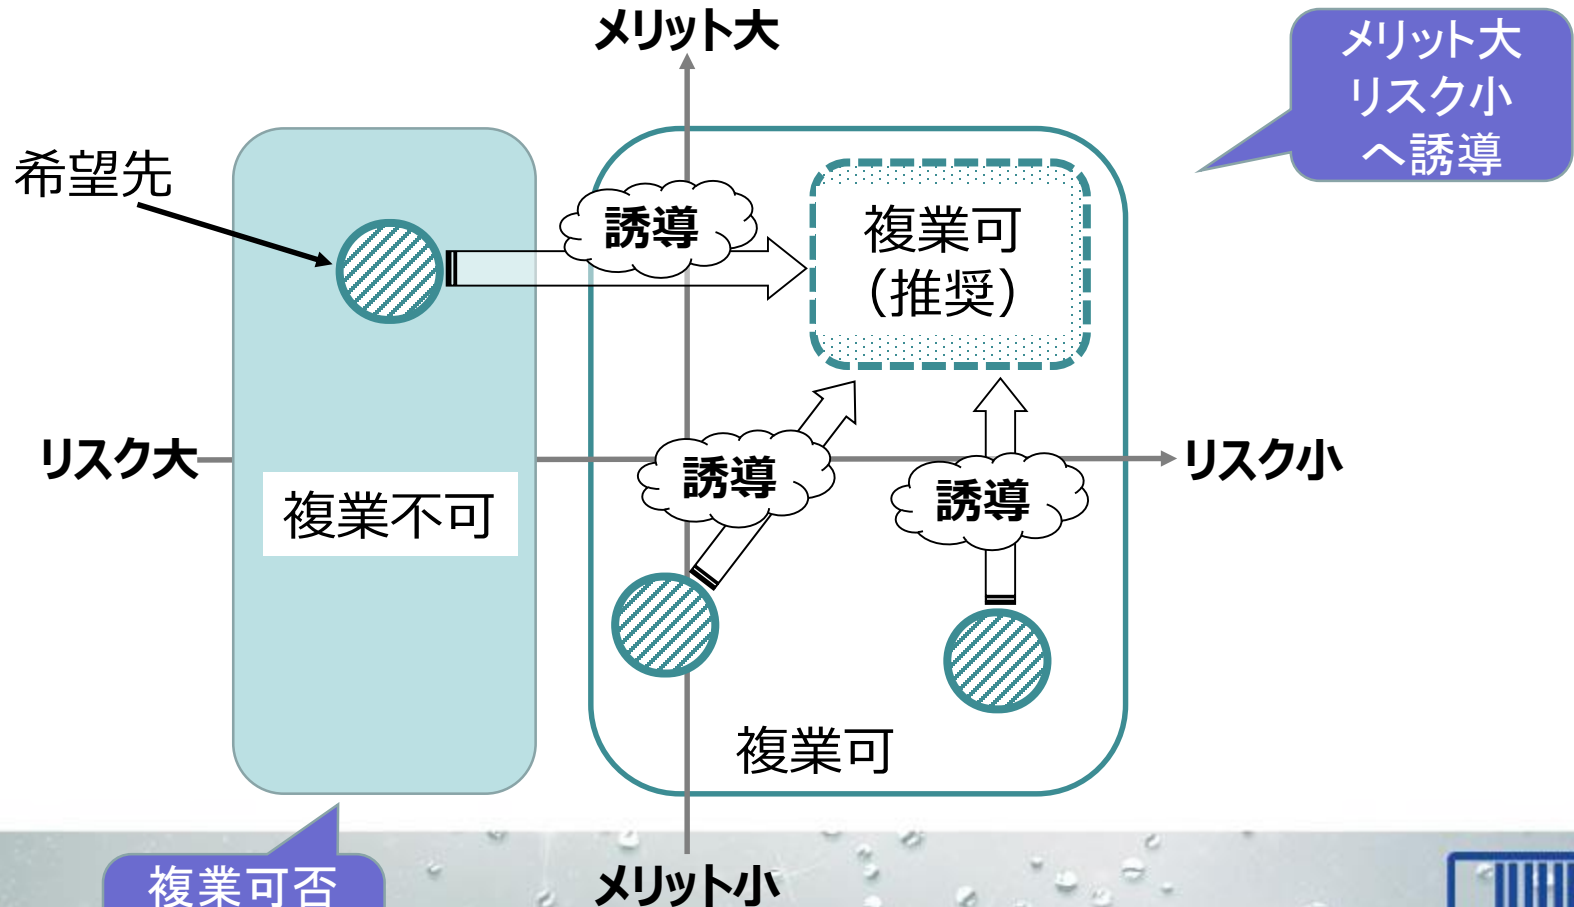 メリット大
メリット大
リスク小
へ誘導
希望先
誘導
複業可
（推奨）
リスク大
誘導
誘導
リスク小
複業不可
複業可
複業可否
メリット小